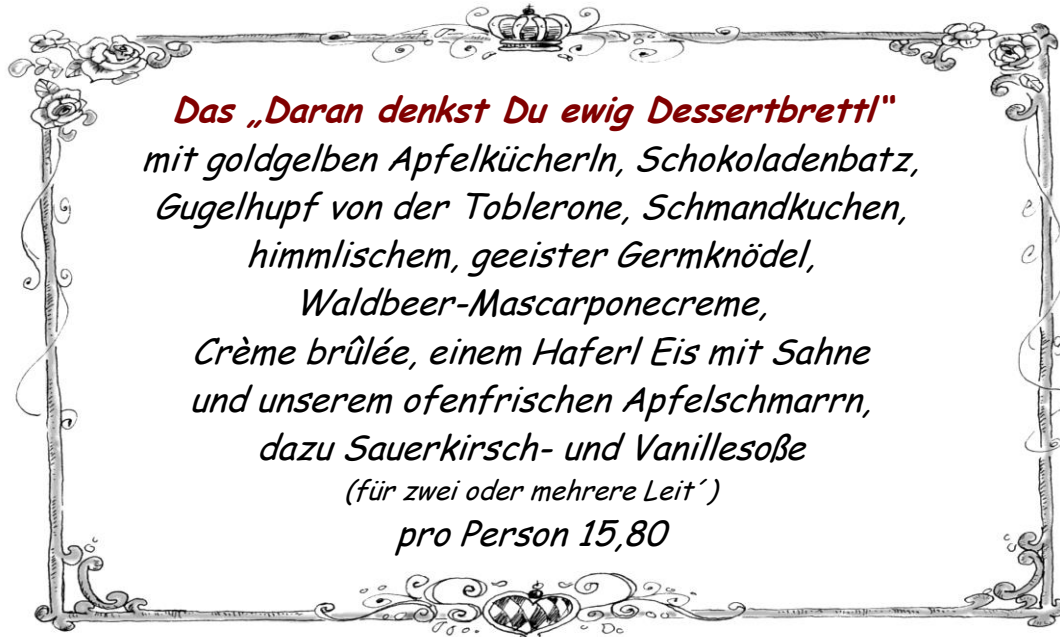 Das „Daran denkst Du ewig Dessertbrettl“
mit goldgelben Apfelkücherln, Schokoladenbatz,
Gugelhupf von der Toblerone, Schmandkuchen,
himmlischem, geeister Germknödel,
Waldbeer-Mascarponecreme,
Crème brûlée, einem Haferl Eis mit Sahne
und unserem ofenfrischen Apfelschmarrn,
dazu Sauerkirsch- und Vanillesoße
(für zwei oder mehrere Leit´)
pro Person 15,80